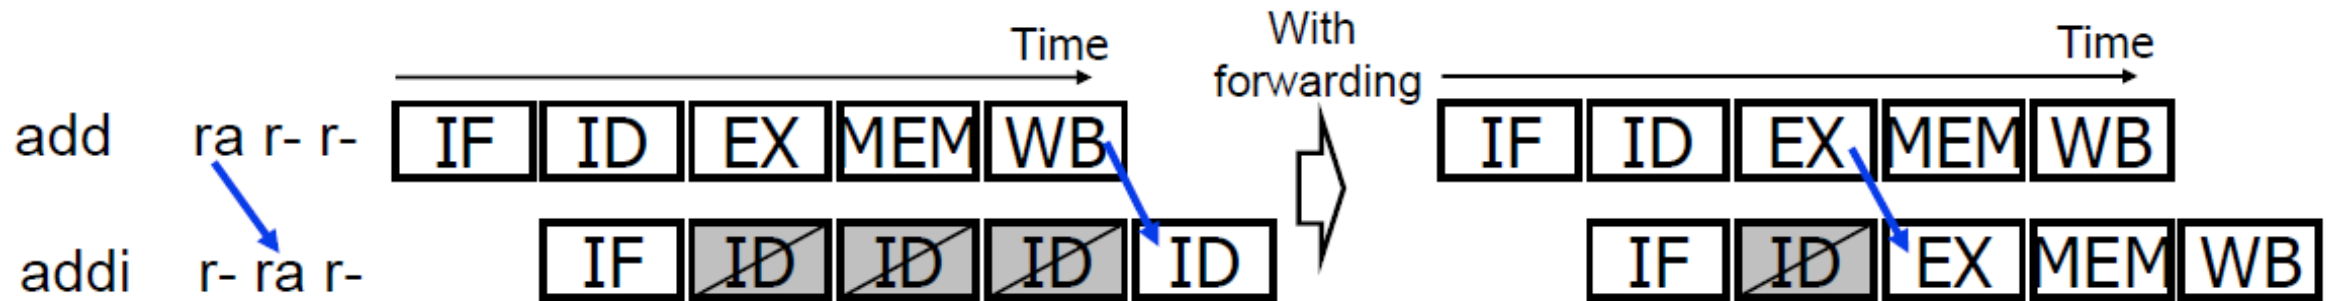 Time With Time
forwarding
add ra r- r- IF ID EX MEM WB IF ID EX MEM WB
addi r- ra r- IF ID ID ID ID IF ID EX MEM WB